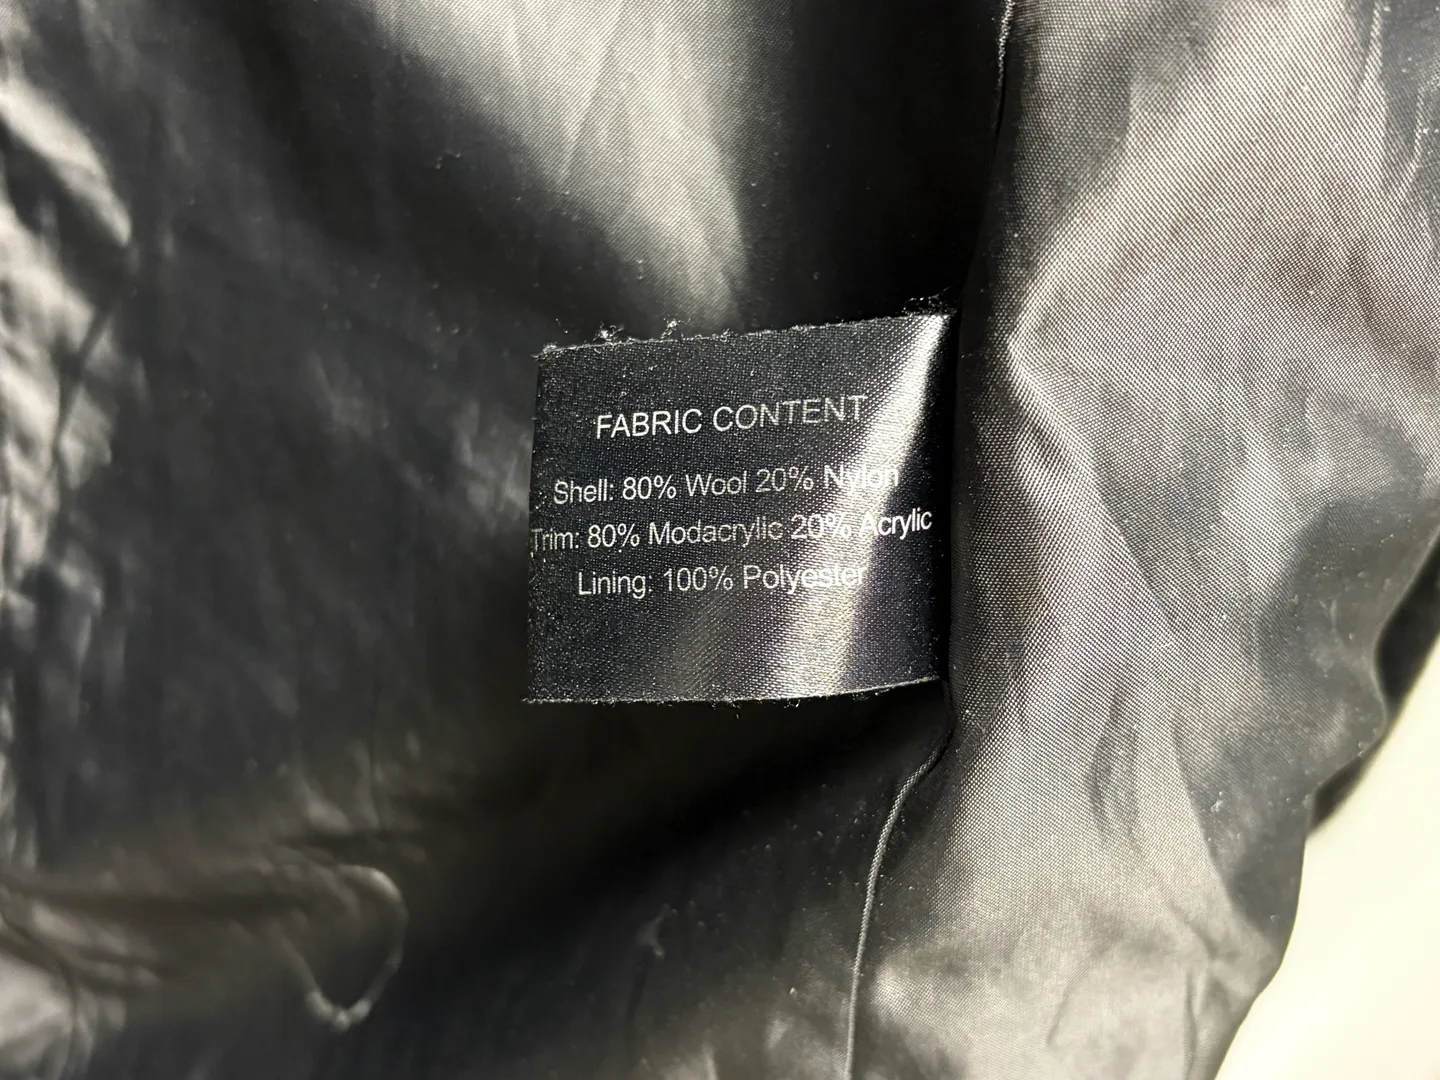 FABRIC CONTENT
Shell: 80% Wool 20% Nylon
Trim: 80% Modacrylic 20% Acrylic
Lining: 100% Polyester